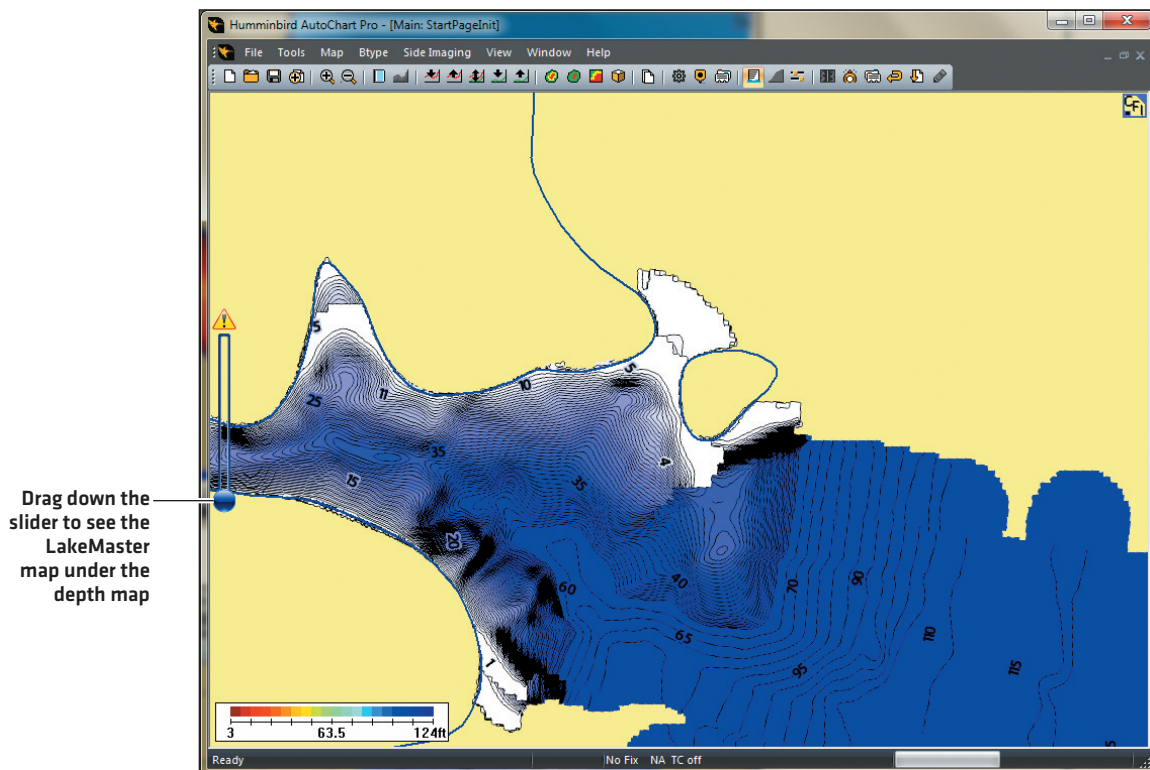 Humminbird AutoChart Pro - [Main: StartPageInit]
File Tools Map Btype Side Imaging View Window Help
CFI
5
11
10
5
25
35
4
15
35
20
60
40
70
90
65
110
95
115
1
5
Drag down the
slider to see the
LakeMaster
map under the
depth map
3 63.5 124ft
Ready No Fix NA TC off